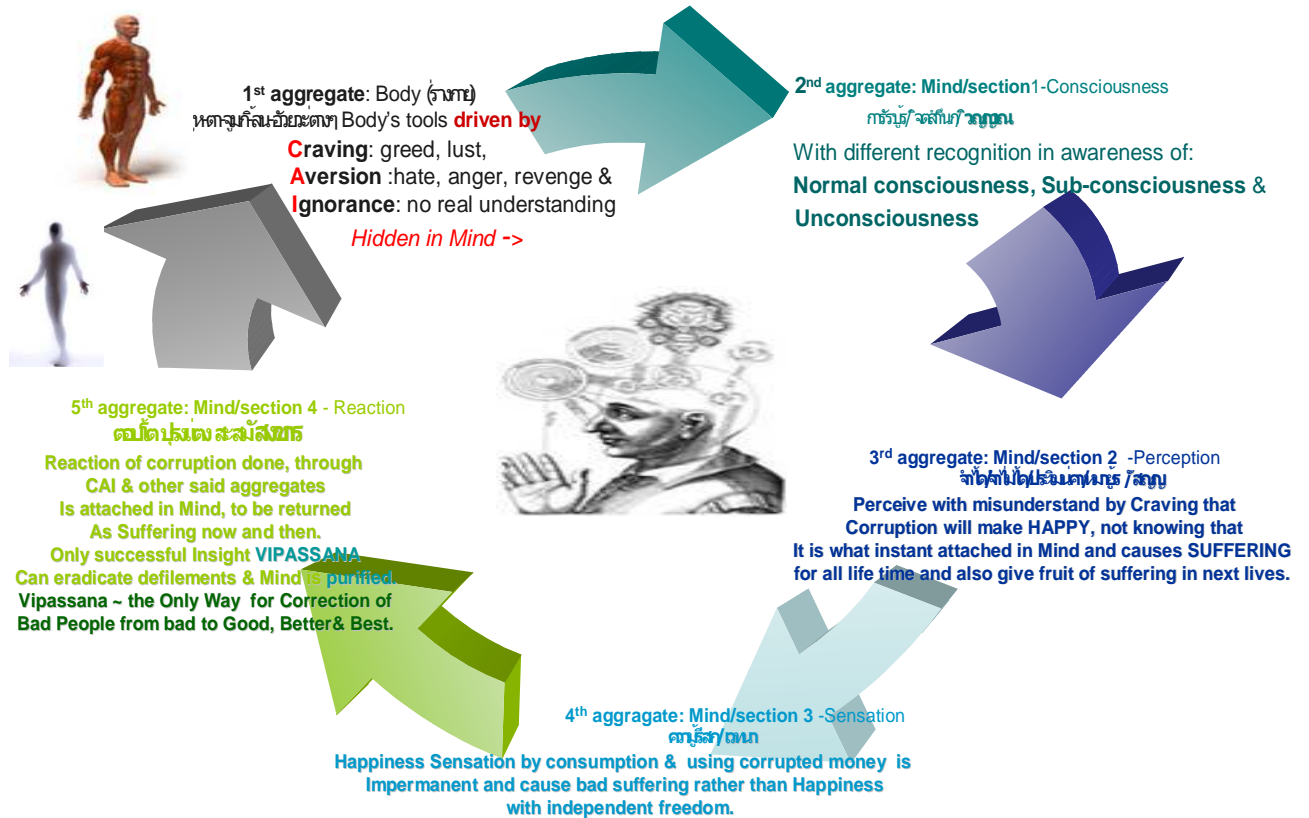 1st aggregate: Body (ร่างกาย)
Body's tools driven by
Craving: greed, lust,
Aversion :hate, anger, revenge &
Ignorance: no real understanding
Hidden in Mind ->
2nd aggregate: Mind/section1-Consciousness
With different recognition in awareness of:
Normal consciousness, Sub-consciousness &
Unconsciousness
3rd aggregate: Mind/section 2 -Perception
Perceive with misunderstand by Craving that
Corruption will make HAPPY, not knowing that
It is what instant attached in Mind and causes SUFFERING
for all life time and also give fruit of suffering in next lives.
4th aggragate: Mind/section 3 -Sensation
Happiness Sensation by consumption & using corrupted money is
Impermanent and cause bad suffering rather than Happiness
with independent freedom.
5th aggregate: Mind/section 4 - Reaction
Reaction of corruption done, through
CAI & other said aggregates
Is attached in Mind, to be returned
As Suffering now and then.
Only successful Insight VIPASSANA
Can eradicate defilements & Mind is purified.
Vipassana ~ the Only Way for Correction of
Bad People from bad to Good, Better& Best.